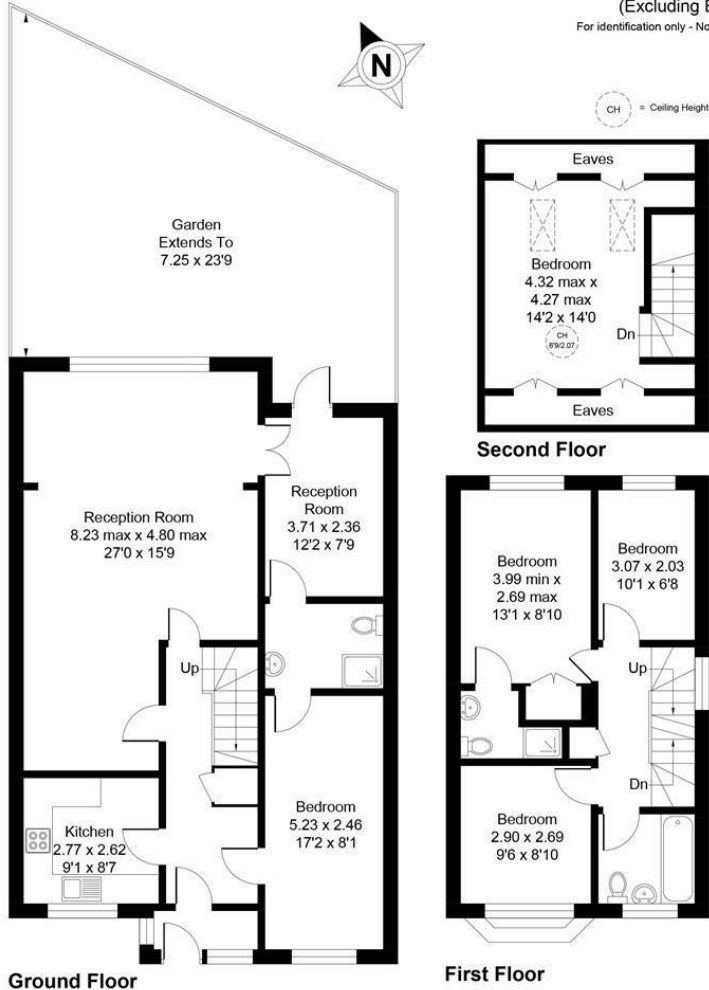 (Excluding E
For identification only - No
N
CH = Ceiling Height
Eaves
Bedroom
4.32 max x
4.27 max
14'2 x 14'0
CH
6'9/2.07
Dn
Eaves
Second Floor
Garden
Extends To
7.25 x 23'9
Reception Room
8.23 max x 4.80 max
27'0 x 15'9
Reception
Room
3.71 x 2.36
12'2 x 7'9
Up
Kitchen
2.77 x 2.62
9'1 x 8'7
Bedroom
5.23 x 2.46
17'2 x 8'1
Ground Floor
Bedroom
3.99 min x
2.69 max
13'1 x 8'10
Bedroom
3.07 x 2.03
10'1 x 6'8
Up
Dn
Bedroom
2.90 x 2.69
9'6 x 8'10
First Floor